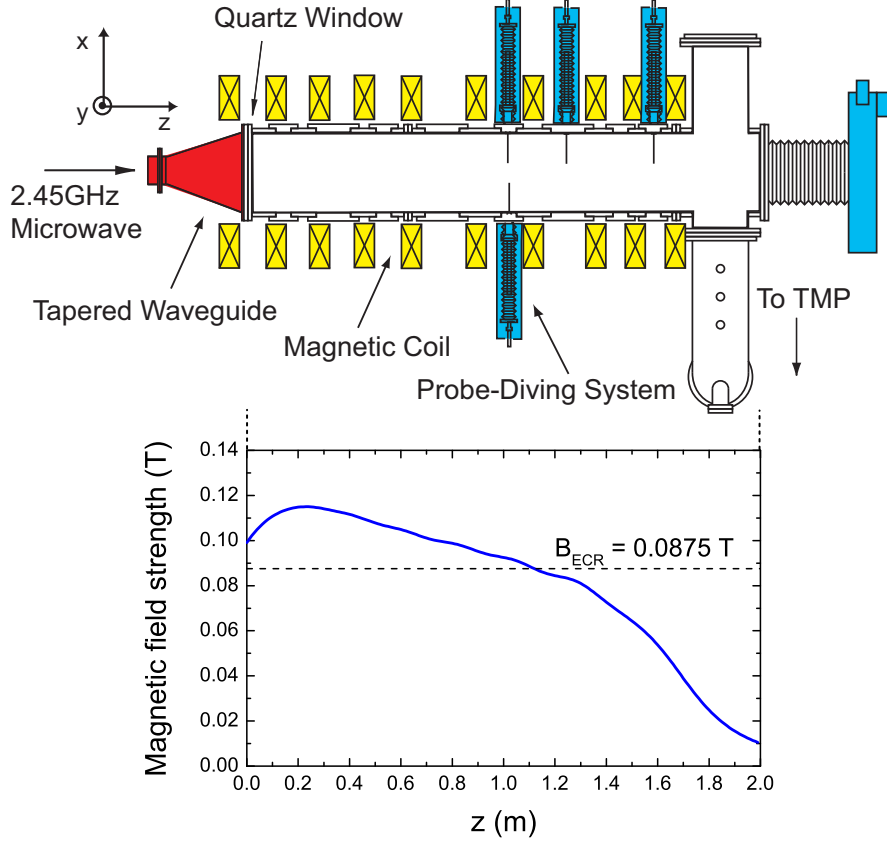 Quartz Window
x
y
z
2.45GHz
Microwave
Tapered Waveguide
Magnetic Coil
Probe-Diving System
To TMP
0.14
0.12
0.10
0.08
0.06
0.04
0.02
0.00
Magnetic field strength (T)
B_ECR = 0.0875 T
0.0 0.2 0.4 0.6 0.8 1.0 1.2 1.4 1.6 1.8 2.0
z (m)